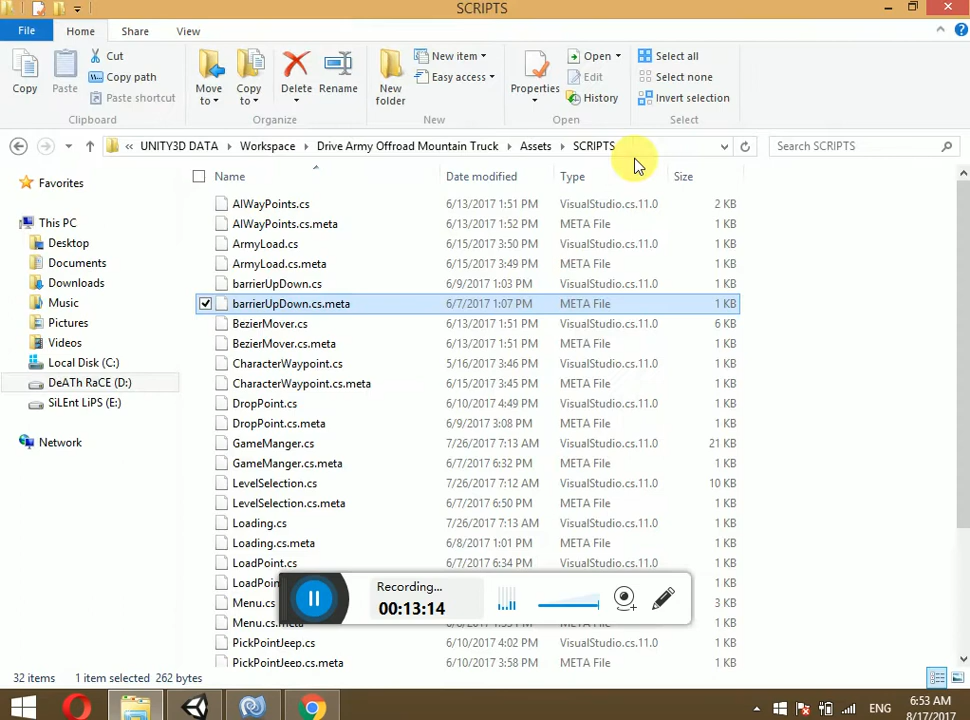 SCRIPTS
File Home Share View
Copy
Paste
Cut
Copy path
Paste shortcut
Clipboard
Move to
Copy to
Delete
Rename
Organize
New folder
New item
Easy access
New
Properties
Open
Edit
History
Open
Select all
Select none
Invert selection
Select
« UNITY3D DATA Workspace Drive Army Offroad Mountain Truck Assets SCRIPTS
Search SCRIPTS
Favorites
This PC
Desktop
Documents
Downloads
Music
Pictures
Videos
Local Disk (C:)
DeATh RaCE (D:)
SiLEnt LiPS (E:)
Network
Name Date modified Type Size
AIWayPoints.cs 6/13/2017 1:51 PM VisualStudio.cs.11.0 2 KB
AIWayPoints.cs.meta 6/13/2017 1:52 PM META File 1 KB
ArmyLoad.cs 6/15/2017 3:50 PM VisualStudio.cs.11.0 1 KB
ArmyLoad.cs.meta 6/15/2017 3:49 PM META File 1 KB
barrierUpDown.cs 6/9/2017 1:03 PM VisualStudio.cs.11.0 1 KB
barrierUpDown.cs.meta 6/7/2017 1:07 PM META File 1 KB
BezierMover.cs 6/13/2017 1:51 PM VisualStudio.cs.11.0 6 KB
BezierMover.cs.meta 6/13/2017 1:51 PM META File 1 KB
CharacterWaypoint.cs 5/16/2017 3:46 PM VisualStudio.cs.11.0 1 KB
CharacterWaypoint.cs.meta 6/15/2017 3:45 PM META File 1 KB
DropPoint.cs 6/10/2017 4:49 PM VisualStudio.cs.11.0 1 KB
DropPoint.cs.meta 6/9/2017 3:08 PM META File 1 KB
GameManger.cs 7/26/2017 7:13 AM VisualStudio.cs.11.0 21 KB
GameManger.cs.meta 6/7/2017 6:32 PM META File 1 KB
LevelSelection.cs 7/26/2017 7:12 AM VisualStudio.cs.11.0 10 KB
LevelSelection.cs.meta 6/7/2017 6:50 PM META File 1 KB
Loading.cs 7/26/2017 7:13 AM VisualStudio.cs.11.0 1 KB
Loading.cs.meta 6/8/2017 1:01 PM META File 1 KB
LoadPoint.cs 6/7/2017 6:34 PM VisualStudio.cs.11.0 1 KB
LoadPoin 1 KB
Menu.cs 1 KB
Menu.cs.m 1 KB
PickPointJeep.cs 6/10/2017 4:02 PM VisualStudio.cs.11.0 1 KB
PickPointJeep.cs.meta 6/10/2017 3:58 PM META File 1 KB
Recording...
00:13:14
32 items 1 item selected 262 bytes
ENG
6:53 AM
8/17/2017